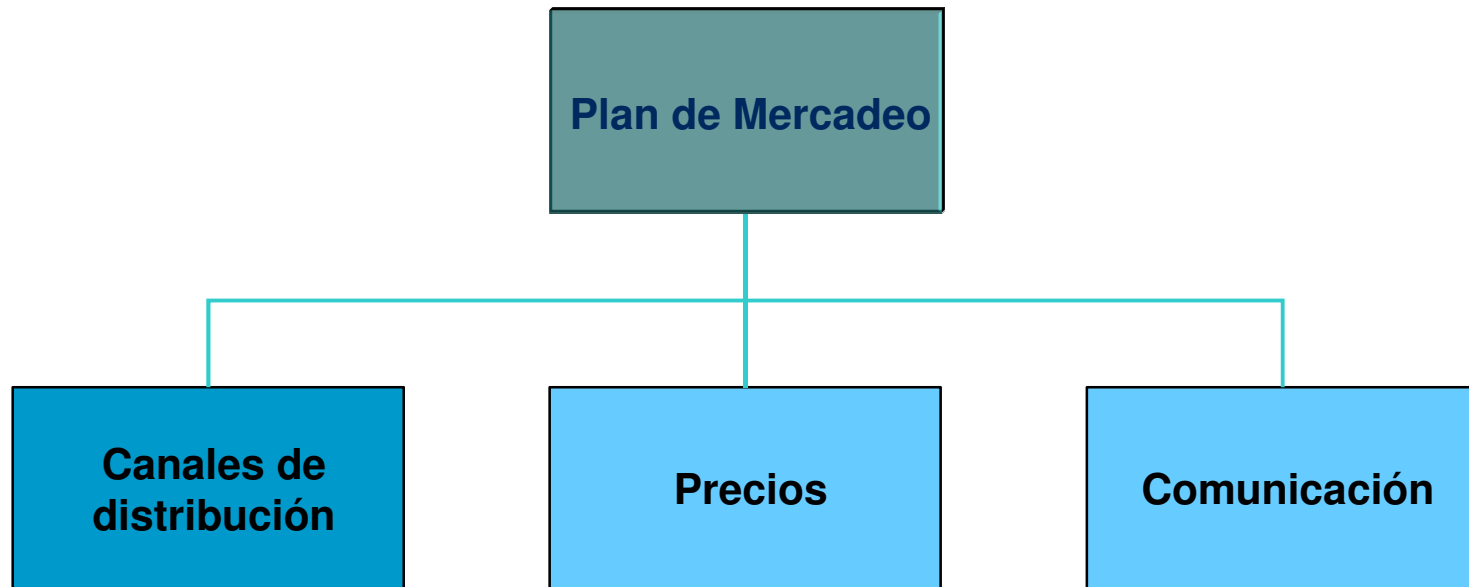 Plan de Mercadeo
Canales de
distribución
Precios
Comunicación